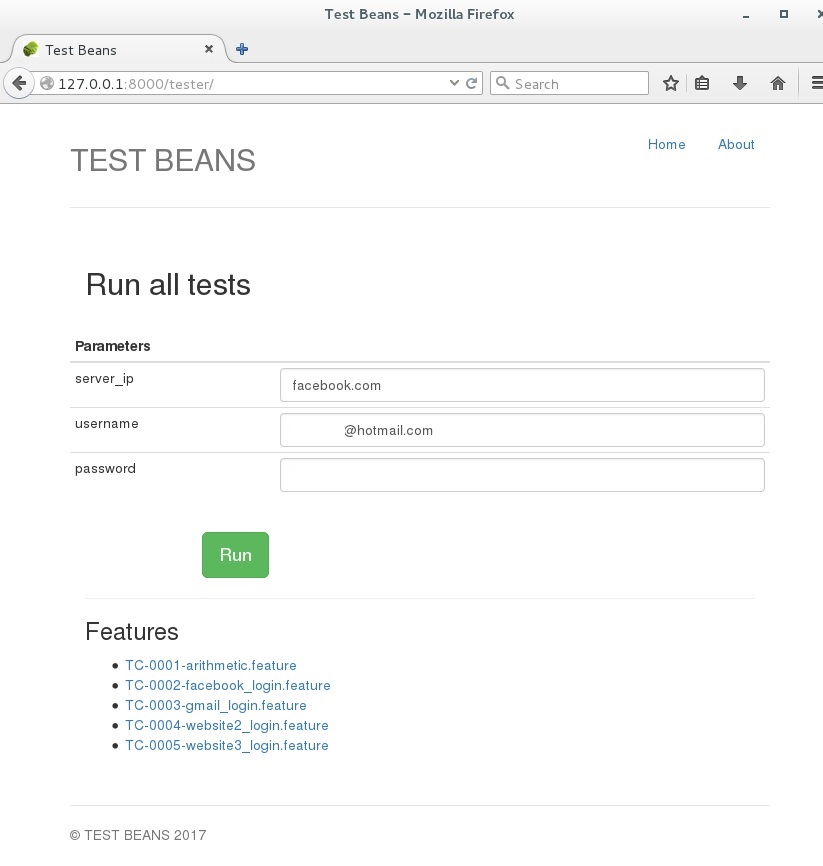 Test Beans - Mozilla Firefox
Test Beans
127.0.0.1:8000/tester/
Search
Home About
TEST BEANS
Run all tests
Parameters
server_ip facebook.com
username @hotmail.com
password
Run
Features
TC-0001-arithmetic.feature
TC-0002-facebook_login.feature
TC-0003-gmail_login.feature
TC-0004-website2_login.feature
TC-0005-website3_login.feature
© TEST BEANS 2017